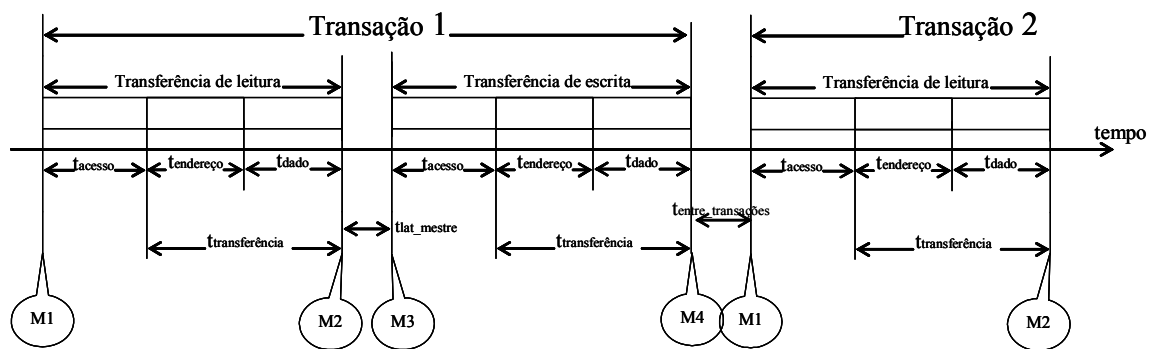 Transação 1 Transação 2
Transferência de leitura Transferência de escrita Transferência de leitura
tempo
tacesso tendereço tdado tacesso tendereço tdado tacesso tendereço tdado
tentre_transações
tlat_mestre
ttransferência ttransferência ttransferência
M1 M2 M3 M4 M1 M2